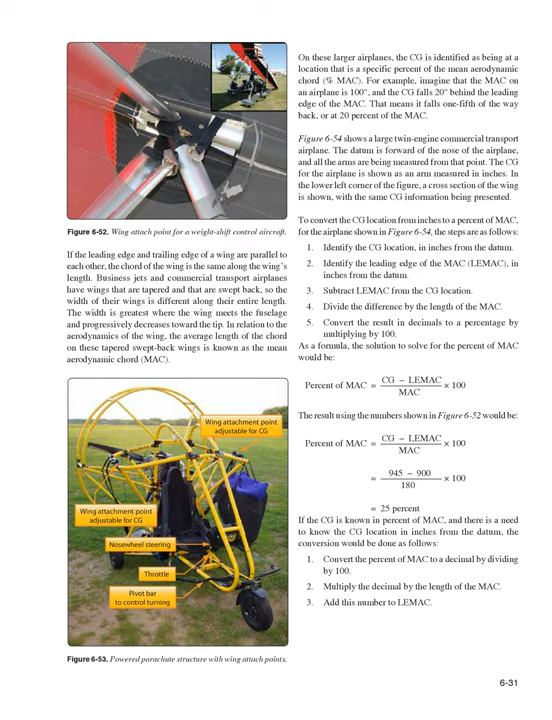 Figure 6-52. Wing attach point for a weight-shift control aircraft.
If the leading edge and trailing edge of a wing are parallel to
each other, the chord of the wing is the same along the wing's
length. Business jets and commercial transport airplanes
have wings that are tapered and that are swept back, so the
width of their wings is different along their entire length.
The width is greatest where the wing meets the fuselage
and progressively decreases toward the tip. In relation to the
aerodynamics of the wing, the average length of the chord
on these tapered swept-back wings is known as the mean
aerodynamic chord (MAC).
Wing attachment point
adjustable for CG
Wing attachment point
adjustable for CG
Nosewheel steering
Throttle
Pivot bar
to control turning
Figure 6-53. Powered parachute structure with wing attach points.
On these larger airplanes, the CG is identified as being at a
location that is a specific percent of the mean aerodynamic
chord (% MAC). For example, imagine that the MAC on
an airplane is 100", and the CG falls 20" behind the leading
edge of the MAC. That means it falls one-fifth of the way
back, or at 20 percent of the MAC.
Figure 6-54 shows a large twin-engine commercial transport
airplane. The datum is forward of the nose of the airplane,
and all the arms are being measured from that point. The CG
for the airplane is shown as an arm measured in inches. In
the lower left corner of the figure, a cross section of the wing
is shown, with the same CG information being presented.
To convert the CG location from inches to a percent of MAC,
for the airplane shown in Figure 6-54, the steps are as follows:
1. Identify the CG location, in inches from the datum.
2. Identify the leading edge of the MAC (LEMAC), in
inches from the datum.
3. Subtract LEMAC from the CG location.
4. Divide the difference by the length of the MAC.
5. Convert the result in decimals to a percentage by
multiplying by 100.
As a formula, the solution to solve for the percent of MAC
would be:
Percent of MAC = CG − LEMAC / MAC × 100
The result using the numbers shown in Figure 6-52 would be:
Percent of MAC = CG − LEMAC / MAC × 100
= 945 − 900 / 180 × 100
= 25 percent
If the CG is known in percent of MAC, and there is a need
to know the CG location in inches from the datum, the
conversion would be done as follows:
1. Convert the percent of MAC to a decimal by dividing
by 100.
2. Multiply the decimal by the length of the MAC.
3. Add this number to LEMAC.
6-31